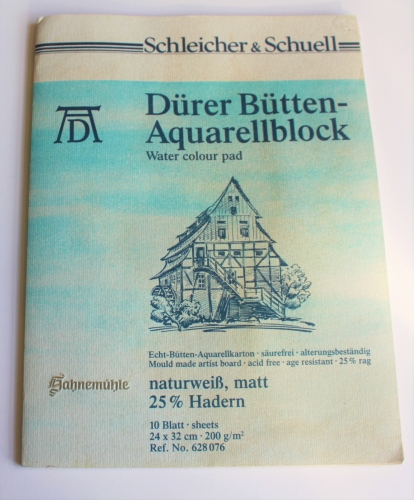 Schleicher & Schuell
AD
Dürer Bütten-
Aquarellblock
Water colour pad
Echt-Bütten-Aquarellkarton · säurefrei · alterungsbeständig
Mould made artist board · acid free · age resistant · 25% rag
Hahnemühle
naturweiß, matt
25% Hadern
10 Blatt · sheets
24 x 32 cm · 200 g/m²
Ref. No. 628 076